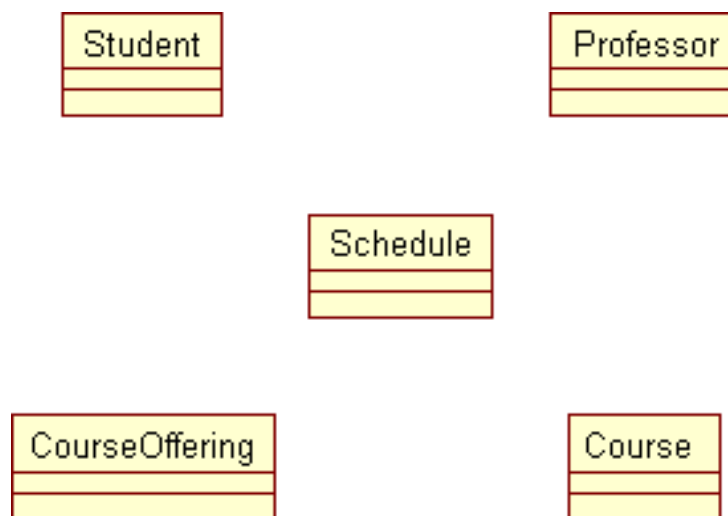 Student
Professor
Schedule
CourseOffering
Course